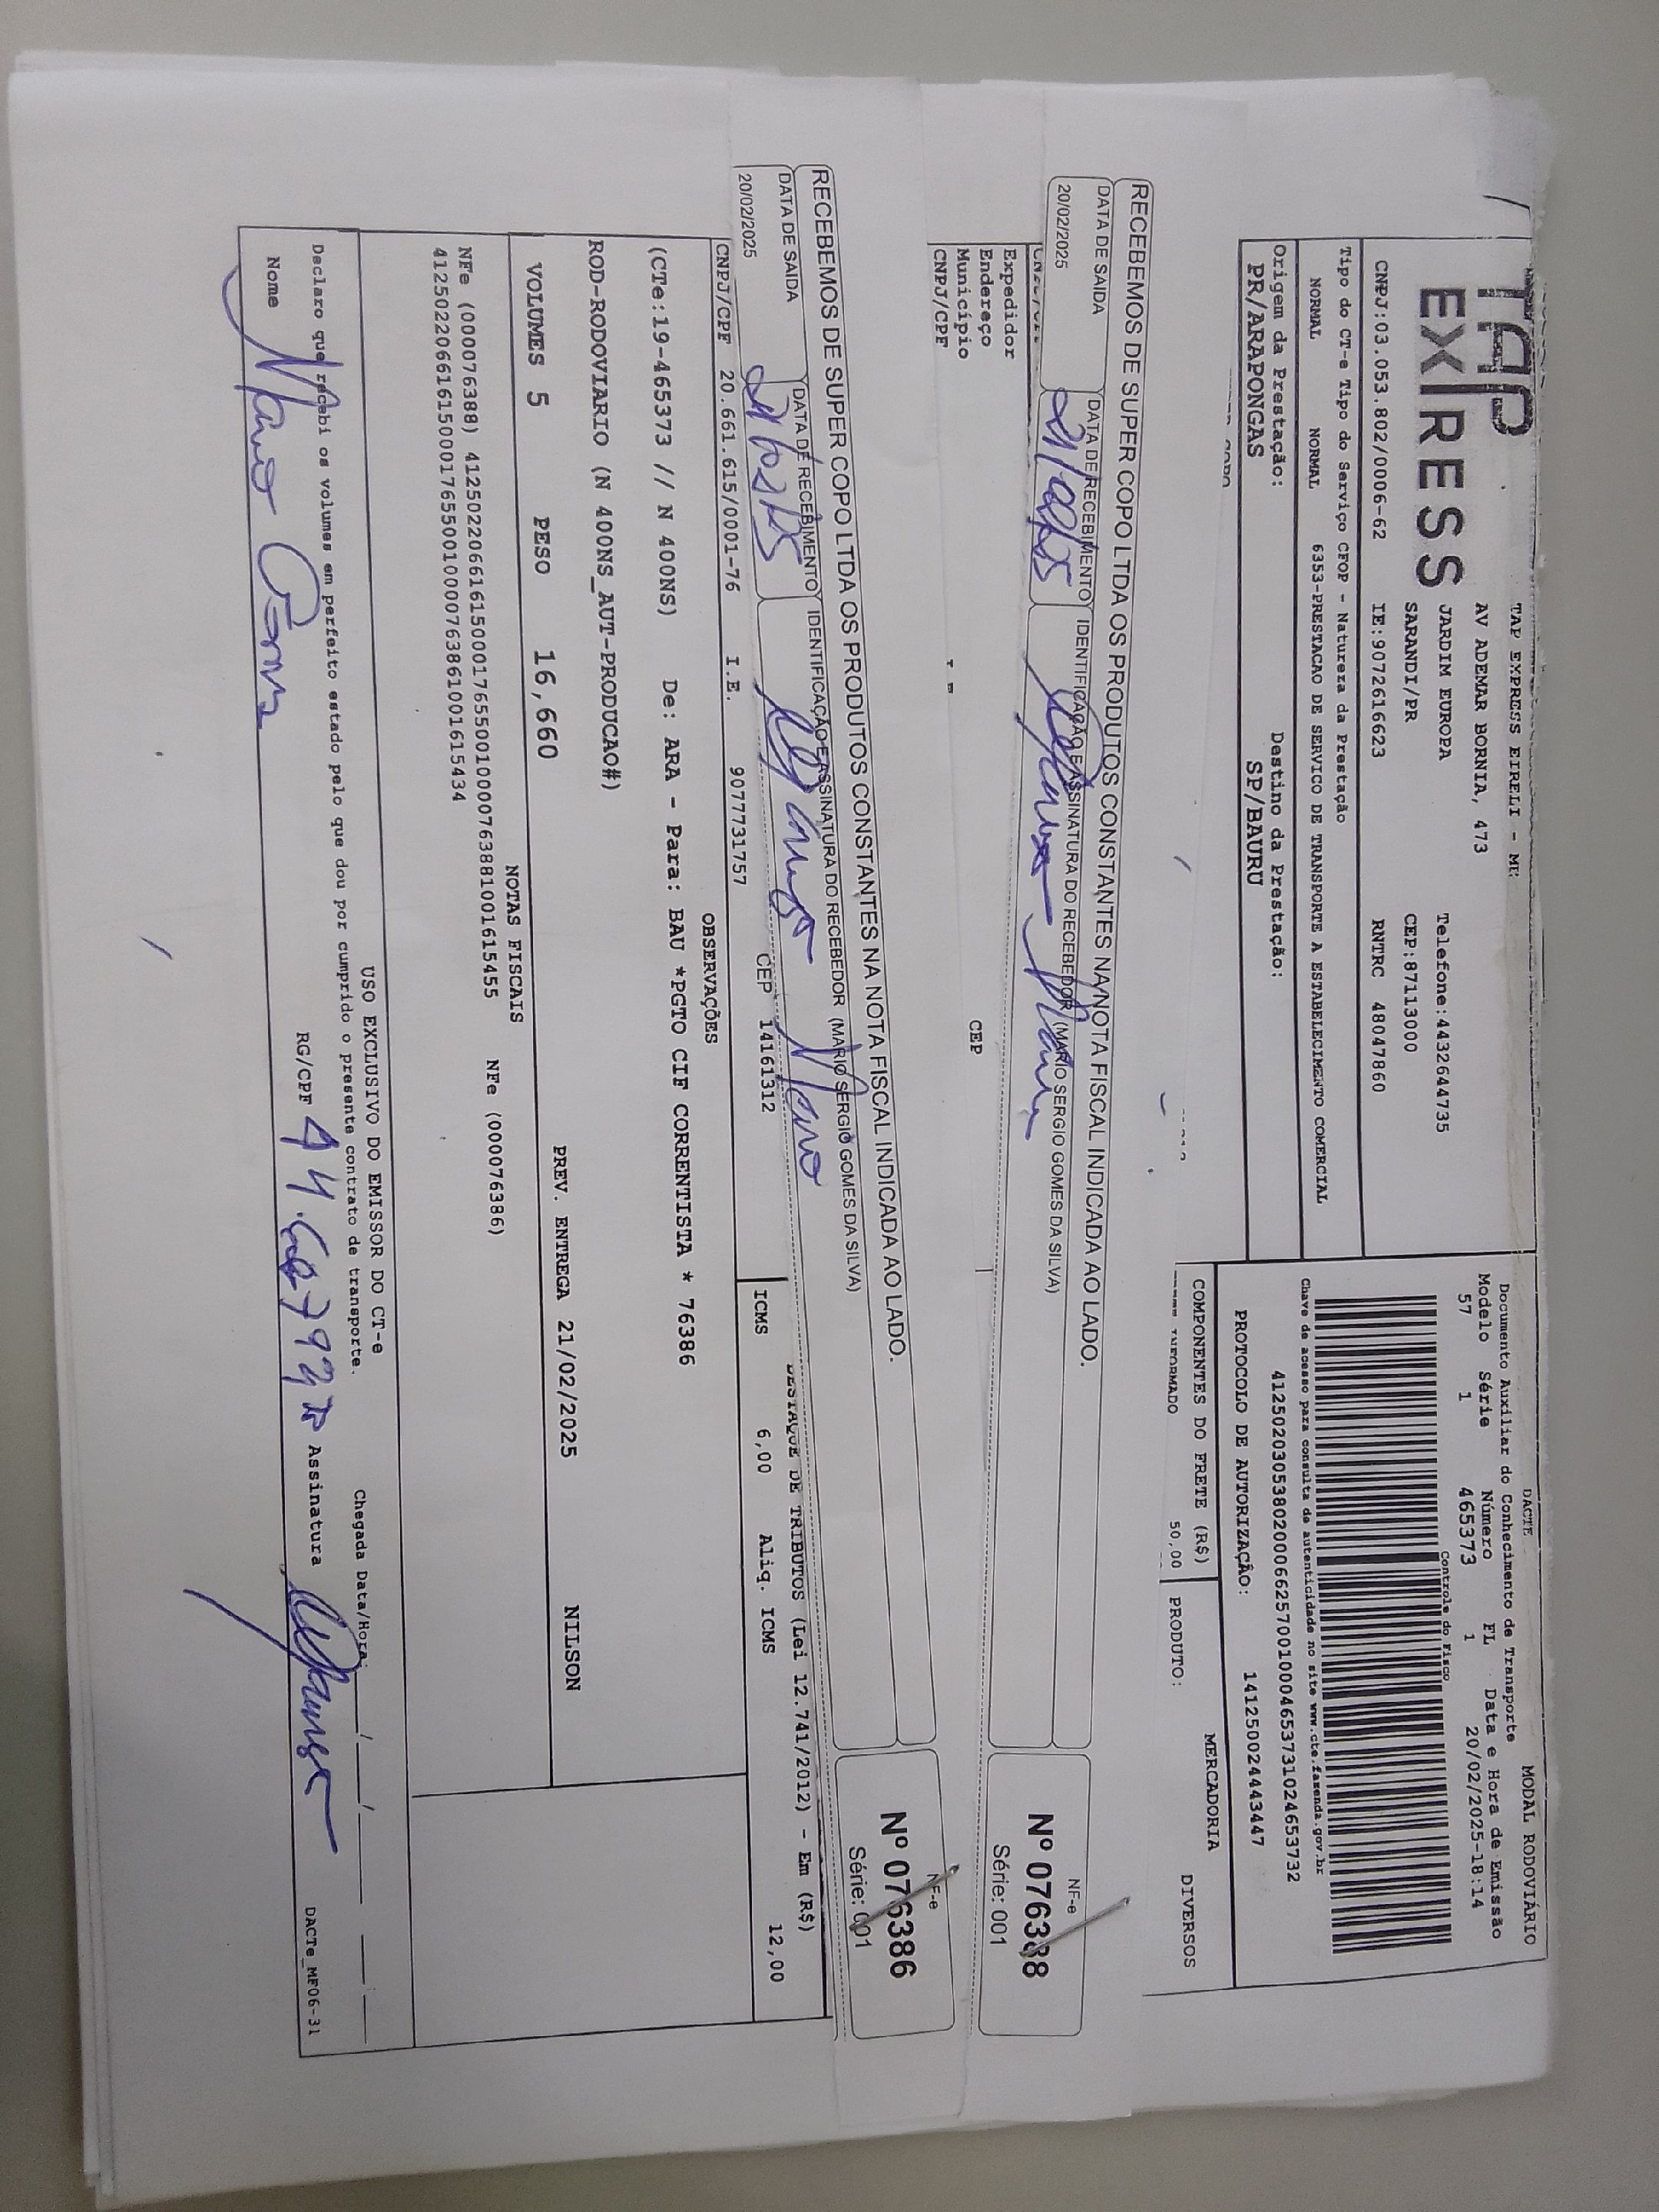 TAP EXPRESS
TAP EXPRESS EIRELI - ME
AV ADEMAR BORNIA, 473
JARDIM EUROPA Telefone:4432644735
SARANDI/PR CEP:87113000
CNPJ:03.053.802/0006-62 IE:9072616623 RNTRC 48047860
DACTE MODAL RODOVIÁRIO
Documento Auxiliar do Conhecimento de Transporte
Modelo Série Número FL Data e Hora de Emissão
57 1 465373 1 20/02/2025-18:14
Controle do Fisco
Tipo do CT-e Tipo do Serviço CFOP - Natureza da Prestação
NORMAL NORMAL 6353-PRESTACAO DE SERVICO DE TRANSPORTE A ESTABELECIMENTO COMERCIAL
Chave de acesso para consulta de autenticidade no site www.cte.fazenda.gov.br
41250203053802000662570010004653731024653732
Origem da Prestação: Destino da Prestação:
PR/ARAPONGAS SP/BAURU
PROTOCOLO DE AUTORIZAÇÃO: 141250024443447
COMPONENTES DO FRETE (R$) MERCADORIA
INFORMADO 50,00 PRODUTO: DIVERSOS
RECEBEMOS DE SUPER COPO LTDA OS PRODUTOS CONSTANTES NA NOTA FISCAL INDICADA AO LADO.
DATA DE SAIDA DATA DE RECEBIMENTO IDENTIFICAÇÃO E ASSINATURA DO RECEBEDOR (MARIO SERGIO GOMES DA SILVA)
20/02/2025
NF-e
Nº 076388
Série: 001
Expedidor
Endereço
Município CEP
CNPJ/CPF
RECEBEMOS DE SUPER COPO LTDA OS PRODUTOS CONSTANTES NA NOTA FISCAL INDICADA AO LADO.
DATA DE SAIDA DATA DE RECEBIMENTO IDENTIFICAÇÃO E ASSINATURA DO RECEBEDOR (MARIO SERGIO GOMES DA SILVA)
20/02/2025
NF-e
Nº 076386
Série: 001
DESTAQUE DE TRIBUTOS (Lei 12.741/2012) - Em (R$)
CEP 14161312
CNPJ/CPF 20.661.615/0001-76 I.E. 9077731757
ICMS 6,00 Aliq. ICMS 12,00
OBSERVAÇÕES
(CTe:19-465373 // N 400NS) De: ARA - Para: BAU *PGTO CIF CORRENTISTA * 76386
ROD-RODOVIARIO (N 400NS_AUT-PRODUCAO#)
VOLUMES 5 PESO 16,660 PREV. ENTREGA 21/02/2025 NILSON
NOTAS FISCAIS
NFe (000076388) 41250220661615000176550010000763881001615455 NFe (000076386)
41250220661615000176550010000763861001615434
USO EXCLUSIVO DO EMISSOR DO CT-e
Declaro que recebi os volumes em perfeito estado pelo que dou por cumprido o presente contrato de transporte. Chegada Data/Hora:
Nome RG/CPF Assinatura
DACTe_MF06-31